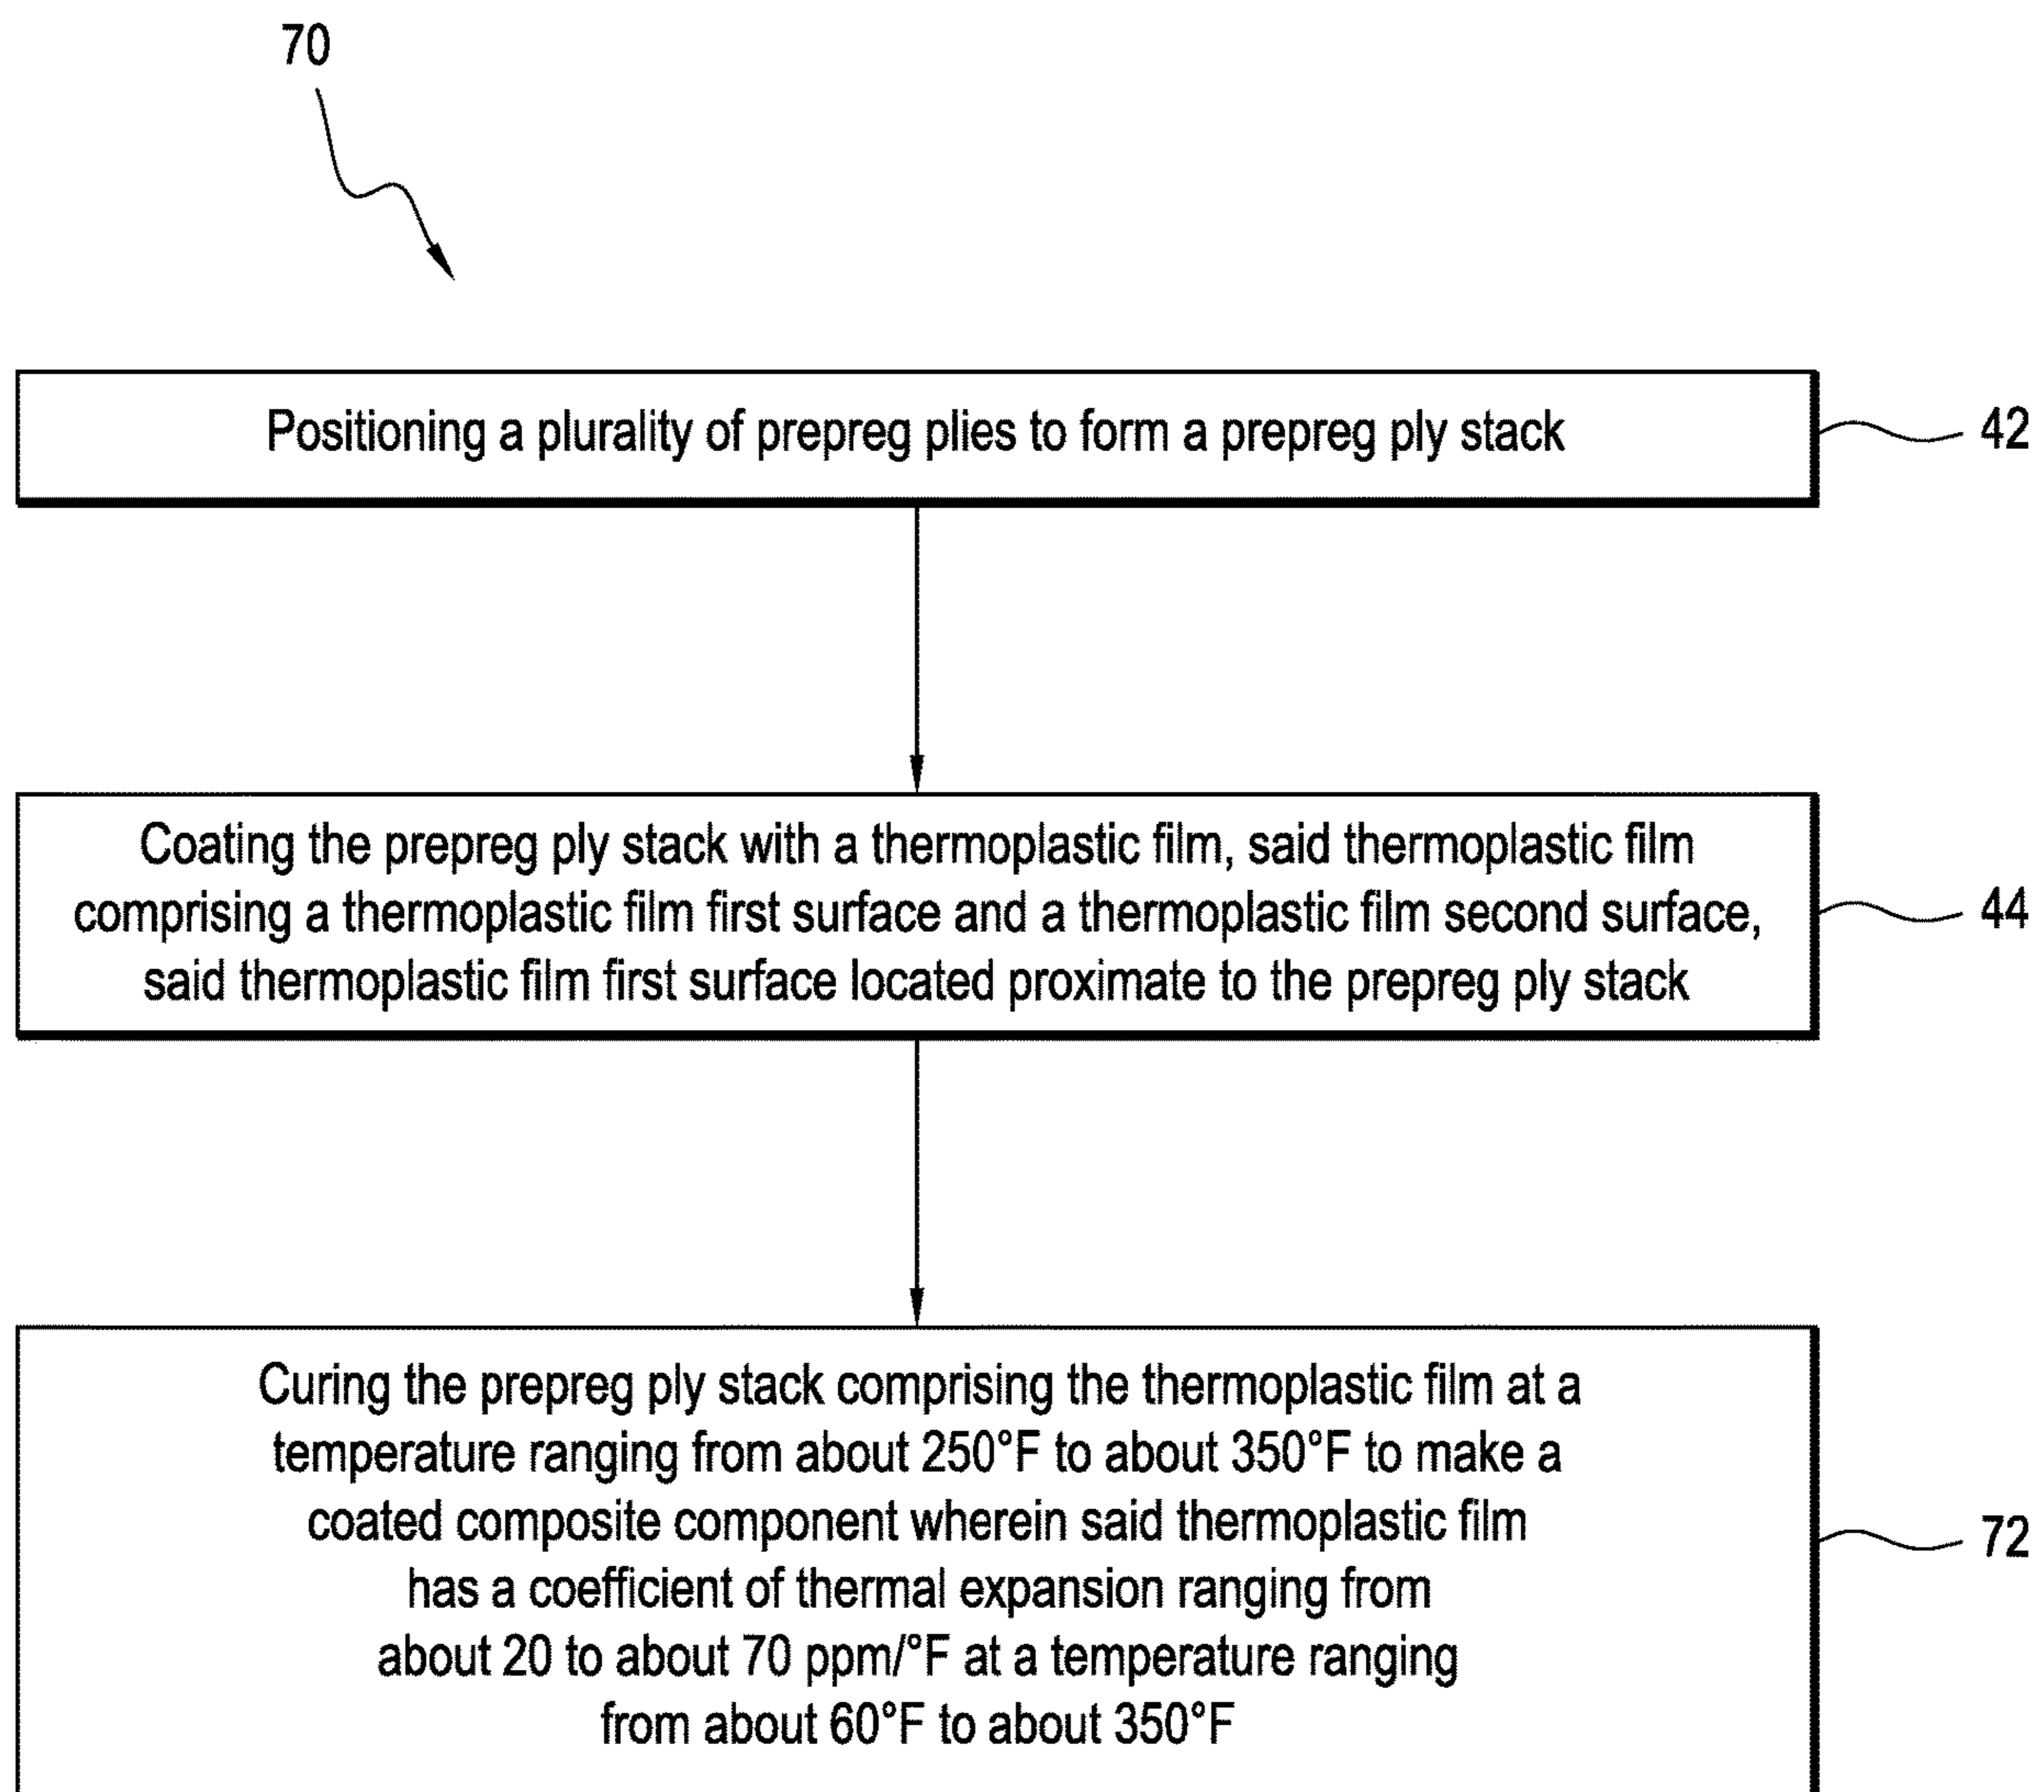 70
Positioning a plurality of prepreg plies to form a prepreg ply stack
42
Coating the prepreg ply stack with a thermoplastic film, said thermoplastic film
comprising a thermoplastic film first surface and a thermoplastic film second surface,
said thermoplastic film first surface located proximate to the prepreg ply stack
44
Curing the prepreg ply stack comprising the thermoplastic film at a
temperature ranging from about 250°F to about 350°F to make a
coated composite component wherein said thermoplastic film
has a coefficient of thermal expansion ranging from
about 20 to about 70 ppm/°F at a temperature ranging
from about 60°F to about 350°F
72